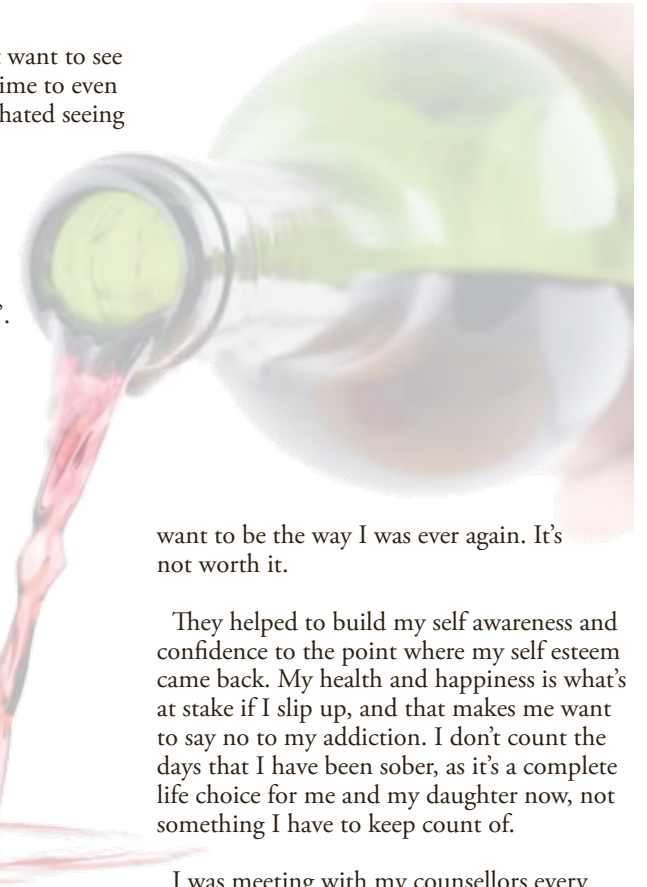 want to see
ime to even
hated seeing
’.
want to be the way I was ever again. It’s
not worth it.
They helped to build my self awareness and
confidence to the point where my self esteem
came back. My health and happiness is what’s
at stake if I slip up, and that makes me want
to say no to my addiction. I don’t count the
days that I have been sober, as it’s a complete
life choice for me and my daughter now, not
something I have to keep count of.
I was meeting with my counsellors every